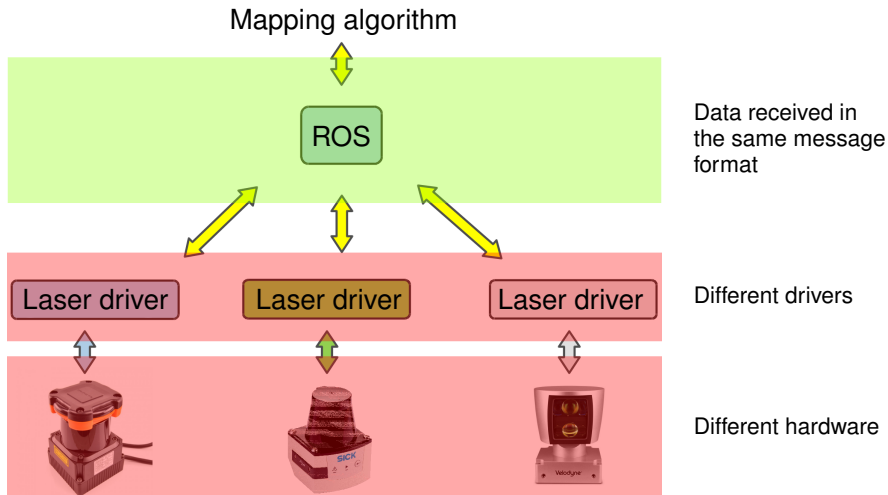 Mapping algorithm
ROS
Data received in
the same message
format
Laser driver
Laser driver
Laser driver
Different drivers
SICK
Velodyne
Different hardware